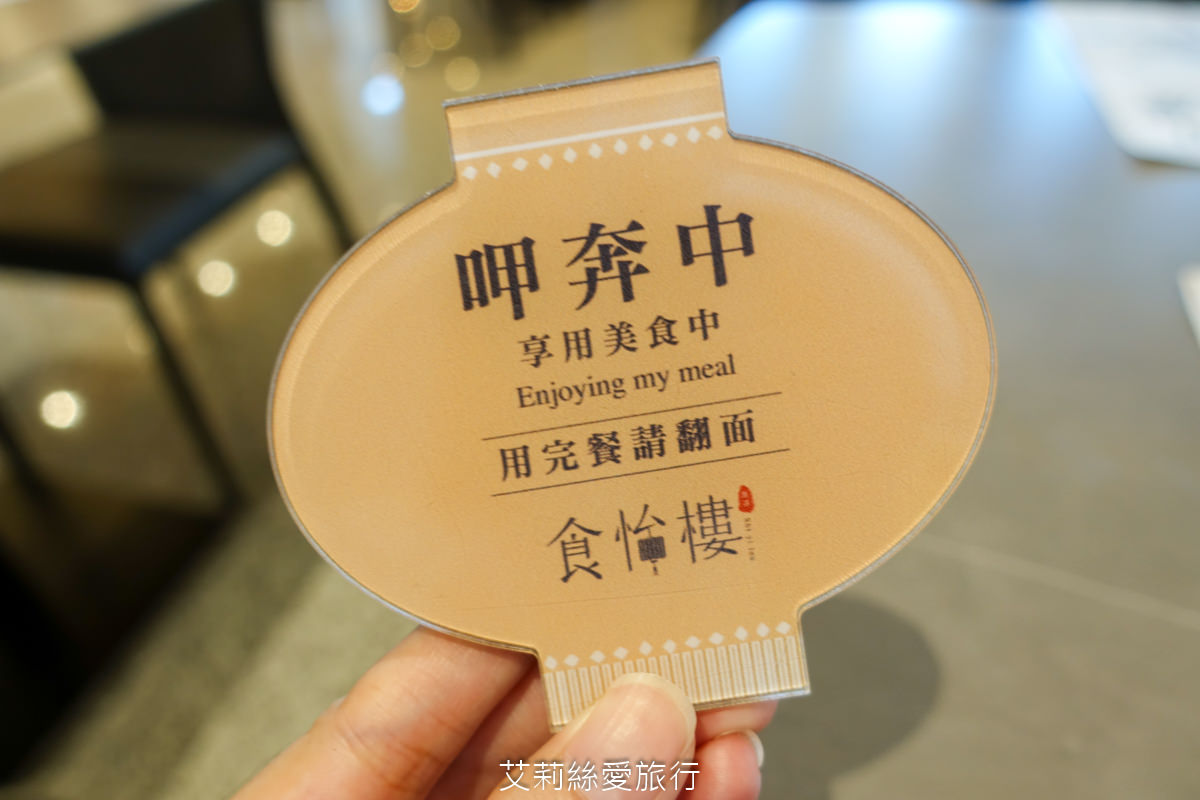 呷奔中
享用美食中
Enjoying my meal
用完餐請翻面
食怡樓
艾莉絲愛旅行